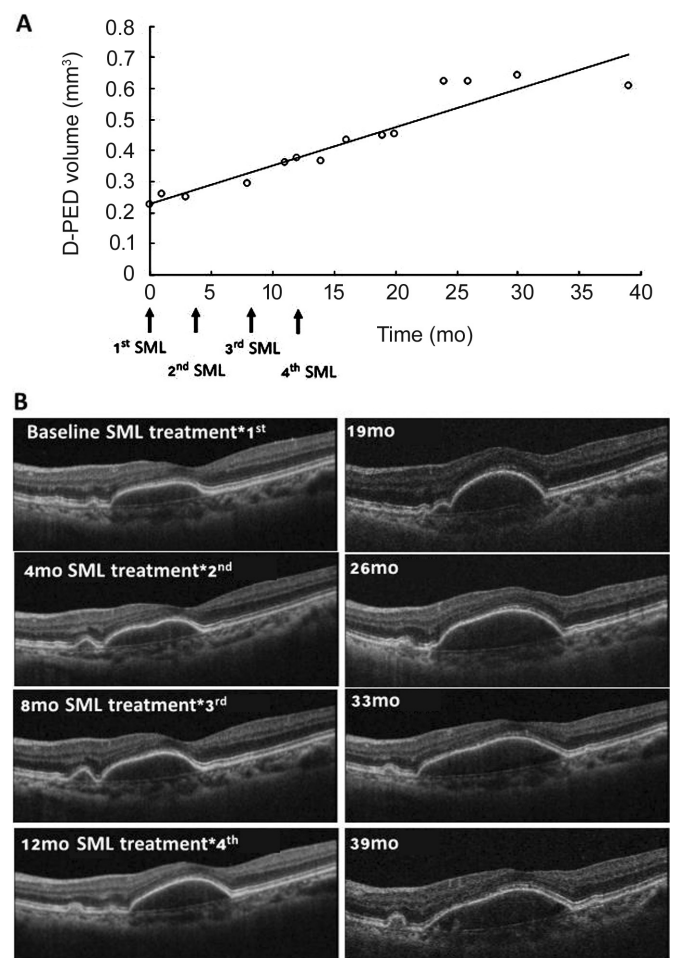 A
D-PED volume (mm³)
0.8
0.7
0.6
0.5
0.4
0.3
0.2
0.1
0
0 5 10 15 20 25 30 35 40
Time (mo)
1st SML
2nd SML
3rd SML
4th SML
B
Baseline SML treatment*1st
19mo
4mo SML treatment*2nd
26mo
8mo SML treatment*3rd
33mo
12mo SML treatment*4th
39mo